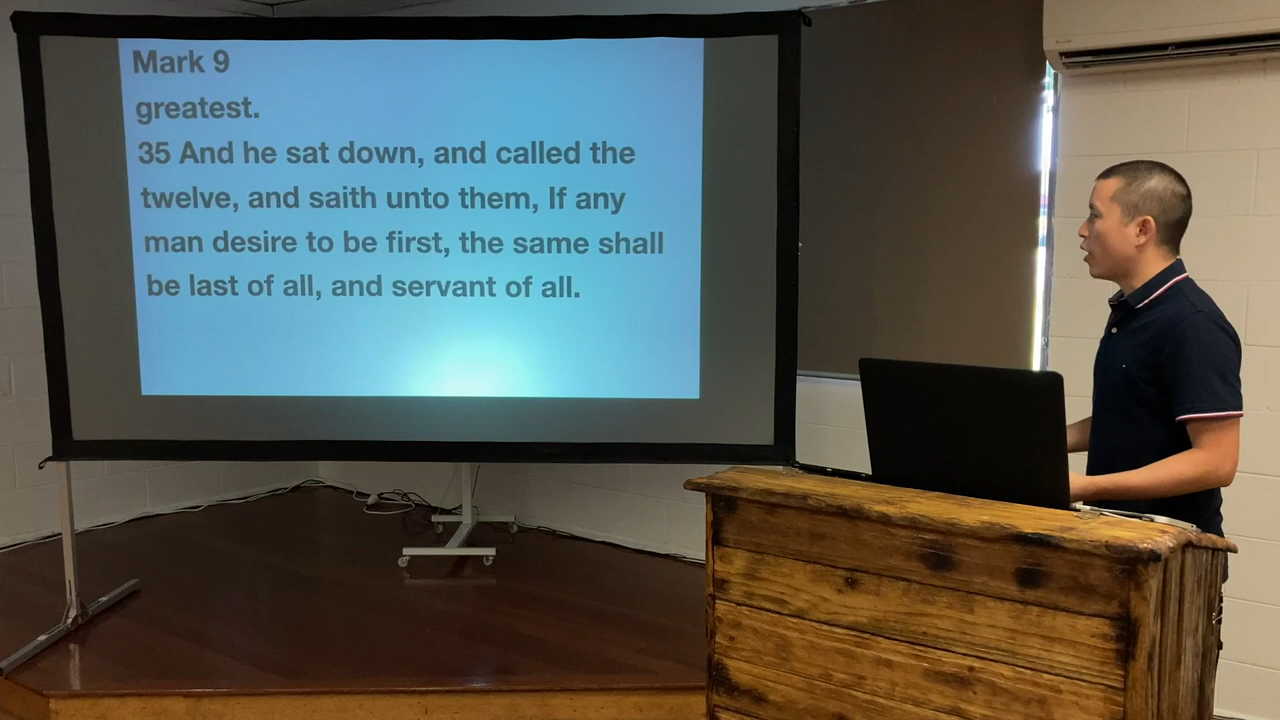 Mark 9
greatest.
35 And he sat down, and called the
twelve, and saith unto them, If any
man desire to be first, the same shall
be last of all, and servant of all.